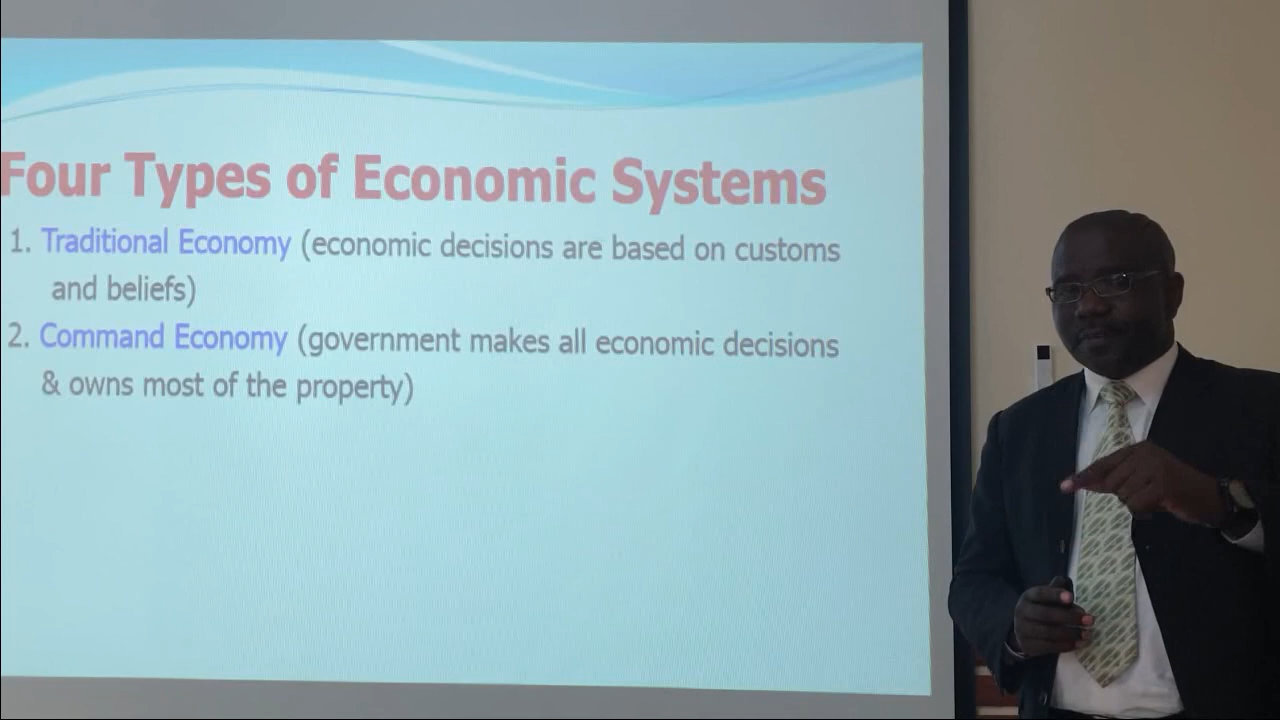 Four Types of Economic Systems
1. Traditional Economy (economic decisions are based on customs
and beliefs)
2. Command Economy (government makes all economic decisions
& owns most of the property)